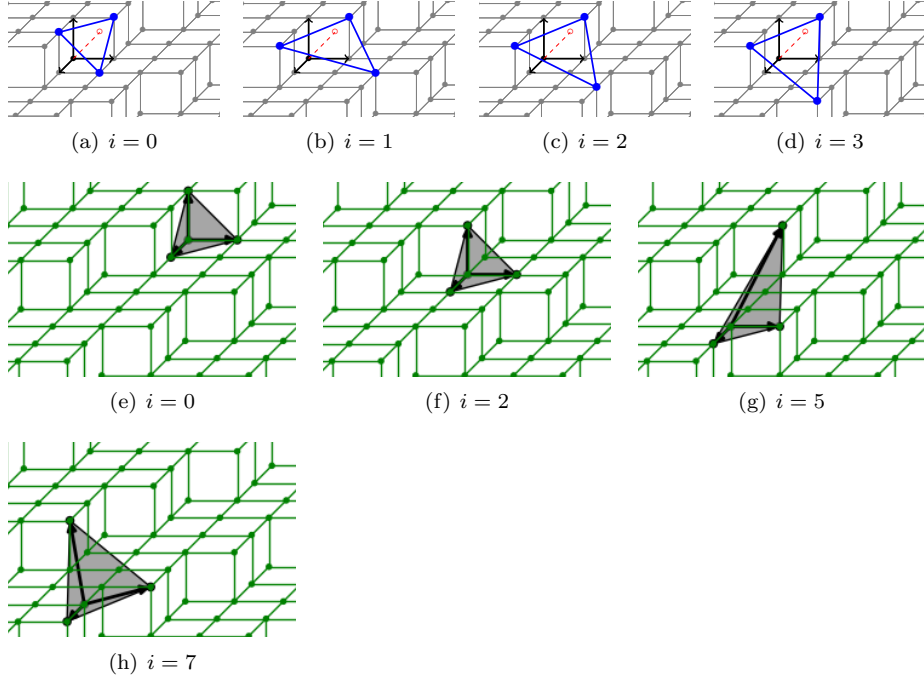 (a) i = 0
(b) i = 1
(c) i = 2
(d) i = 3
(e) i = 0
(f) i = 2
(g) i = 5
(h) i = 7